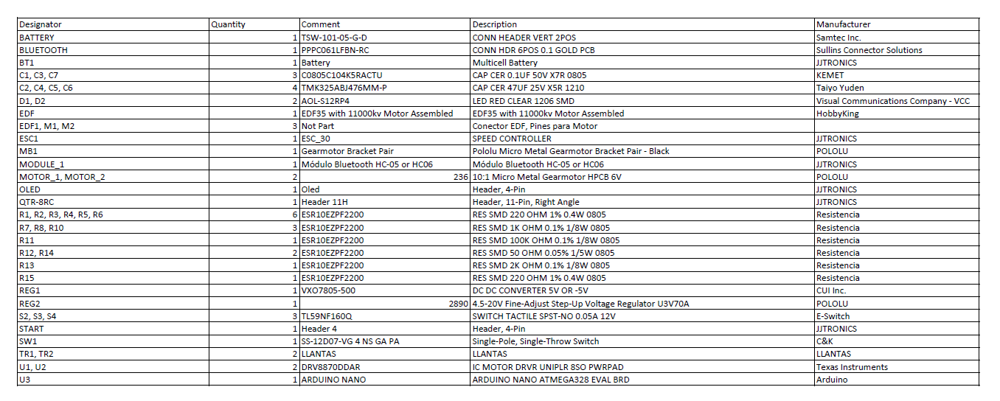 Designator Quantity Comment Description Manufacturer
BATTERY 1 TSW-101-05-G-D CONN HEADER VERT 2POS Samtec Inc.
BLUETOOTH 1 PPPC061LFBN-RC CONN HDR 6POS 0.1 GOLD PCB Sullins Connector Solutions
BT1 1 Battery Multicell Battery JJTRONICS
C1, C3, C7 3 C0805C104K5RACTU CAP CER 0.1UF 50V X7R 0805 KEMET
C2, C4, C5, C6 4 TMK325ABJ476MM-P CAP CER 47UF 25V X5R 1210 Taiyo Yuden
D1, D2 2 AOL-S12RP4 LED RED CLEAR 1206 SMD Visual Communications Company - VCC
EDF 1 EDF35 with 11000kv Motor Assembled EDF35 with 11000kv Motor Assembled HobbyKing
EDF1, M1, M2 3 Not Part Conector EDF, Pines para Motor
ESC1 1 ESC_30 SPEED CONTROLLER JJTRONICS
MB1 1 Gearmotor Bracket Pair Pololu Micro Metal Gearmotor Bracket Pair - Black POLOLU
MODULE_1 1 Módulo Bluetooth HC-05 or HC06 Módulo Bluetooth HC-05 or HC06 JJTRONICS
MOTOR_1, MOTOR_2 2 236 10:1 Micro Metal Gearmotor HPCB 6V POLOLU
OLED 1 Oled Header, 4-Pin JJTRONICS
QTR-8RC 1 Header 11H Header, 11-Pin, Right Angle JJTRONICS
R1, R2, R3, R4, R5, R6 6 ESR10EZPF2200 RES SMD 220 OHM 1% 0.4W 0805 Resistencia
R7, R8, R10 3 ESR10EZPF2200 RES SMD 1K OHM 0.1% 1/8W 0805 Resistencia
R11 1 ESR10EZPF2200 RES SMD 100K OHM 0.1% 1/8W 0805 Resistencia
R12, R14 2 ESR10EZPF2200 RES SMD 50 OHM 0.05% 1/5W 0805 Resistencia
R13 1 ESR10EZPF2200 RES SMD 2K OHM 0.1% 1/8W 0805 Resistencia
R15 1 ESR10EZPF2200 RES SMD 220 OHM 1% 0.4W 0805 Resistencia
REG1 1 VXO7805-500 DC DC CONVERTER 5V OR -5V CUI Inc.
REG2 1 2890 4.5-20V Fine-Adjust Step-Up Voltage Regulator U3V70A POLOLU
S2, S3, S4 3 TL59NF160Q SWITCH TACTILE SPST-NO 0.05A 12V E-Switch
START 1 Header 4 Header, 4-Pin JJTRONICS
SW1 1 SS-12D07-VG 4 NS GA PA Single-Pole, Single-Throw Switch C&K
TR1, TR2 2 LLANTAS LLANTAS LLANTAS
U1, U2 2 DRV8870DDAR IC MOTOR DRVR UNIPLR 8SO PWRPAD Texas Instruments
U3 1 ARDUINO NANO ARDUINO NANO ATMEGA328 EVAL BRD Arduino